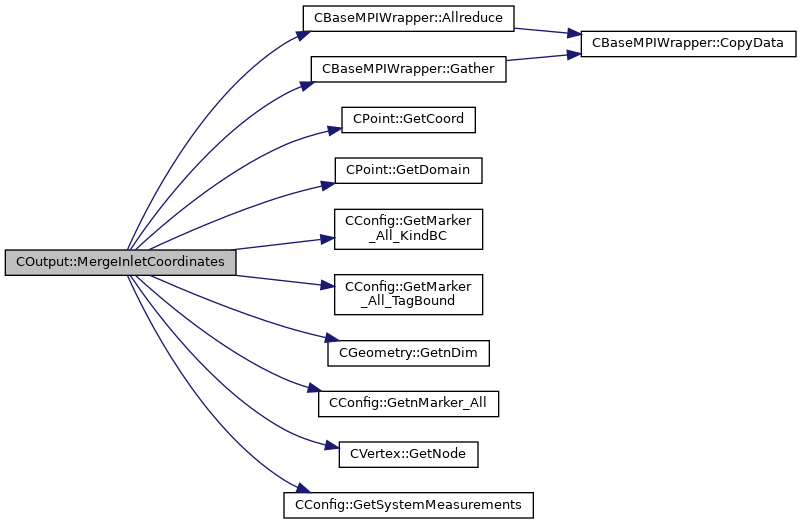 CBaseMPIWrapper::Allreduce
CBaseMPIWrapper::CopyData
CBaseMPIWrapper::Gather
CPoint::GetCoord
CPoint::GetDomain
CConfig::GetMarker
_All_KindBC
COutput::MergeInletCoordinates
CConfig::GetMarker
_All_TagBound
CGeometry::GetnDim
CConfig::GetnMarker_All
CVertex::GetNode
CConfig::GetSystemMeasurements